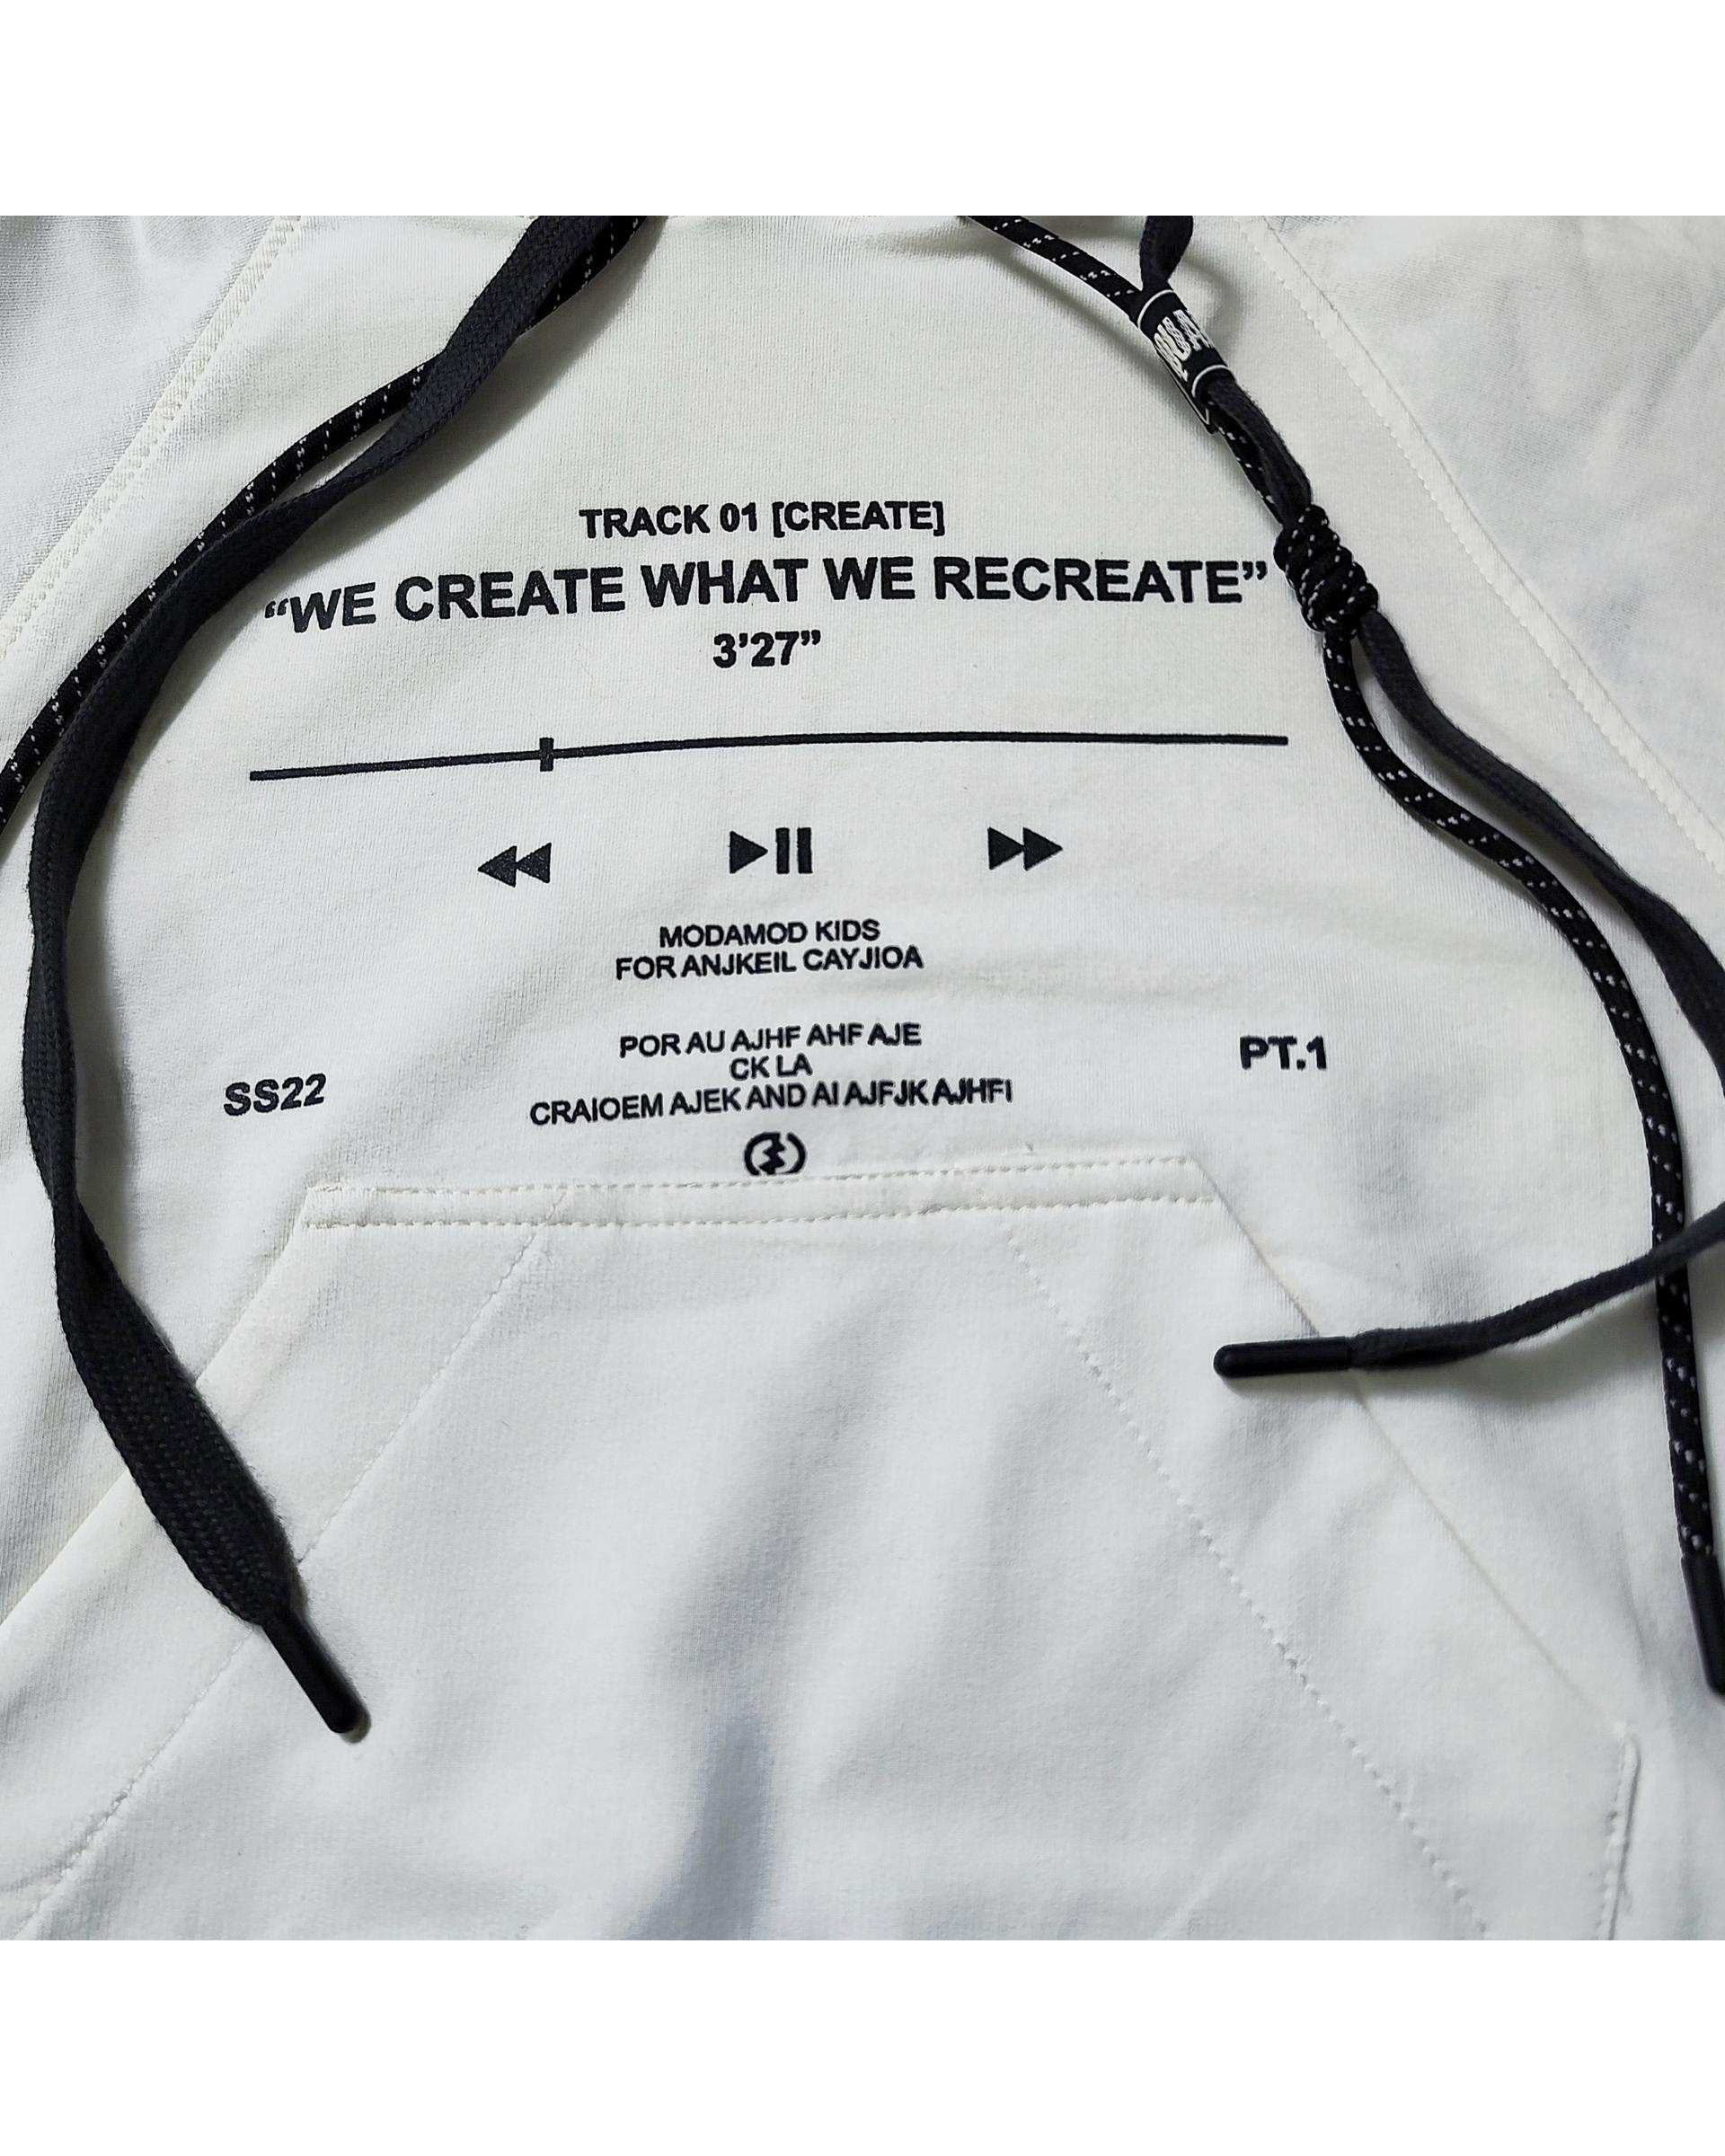 TRACK 01 [CREATE]
“WE CREATE WHAT WE RECREATE”
3’27”
MODAMOD KIDS
FOR ANJKEIL CAYJIOA
POR AU AJHF AHF AJE
CK LA
CRAIOEM AJEK AND AI AJFJK AJHFI
SS22
PT.1